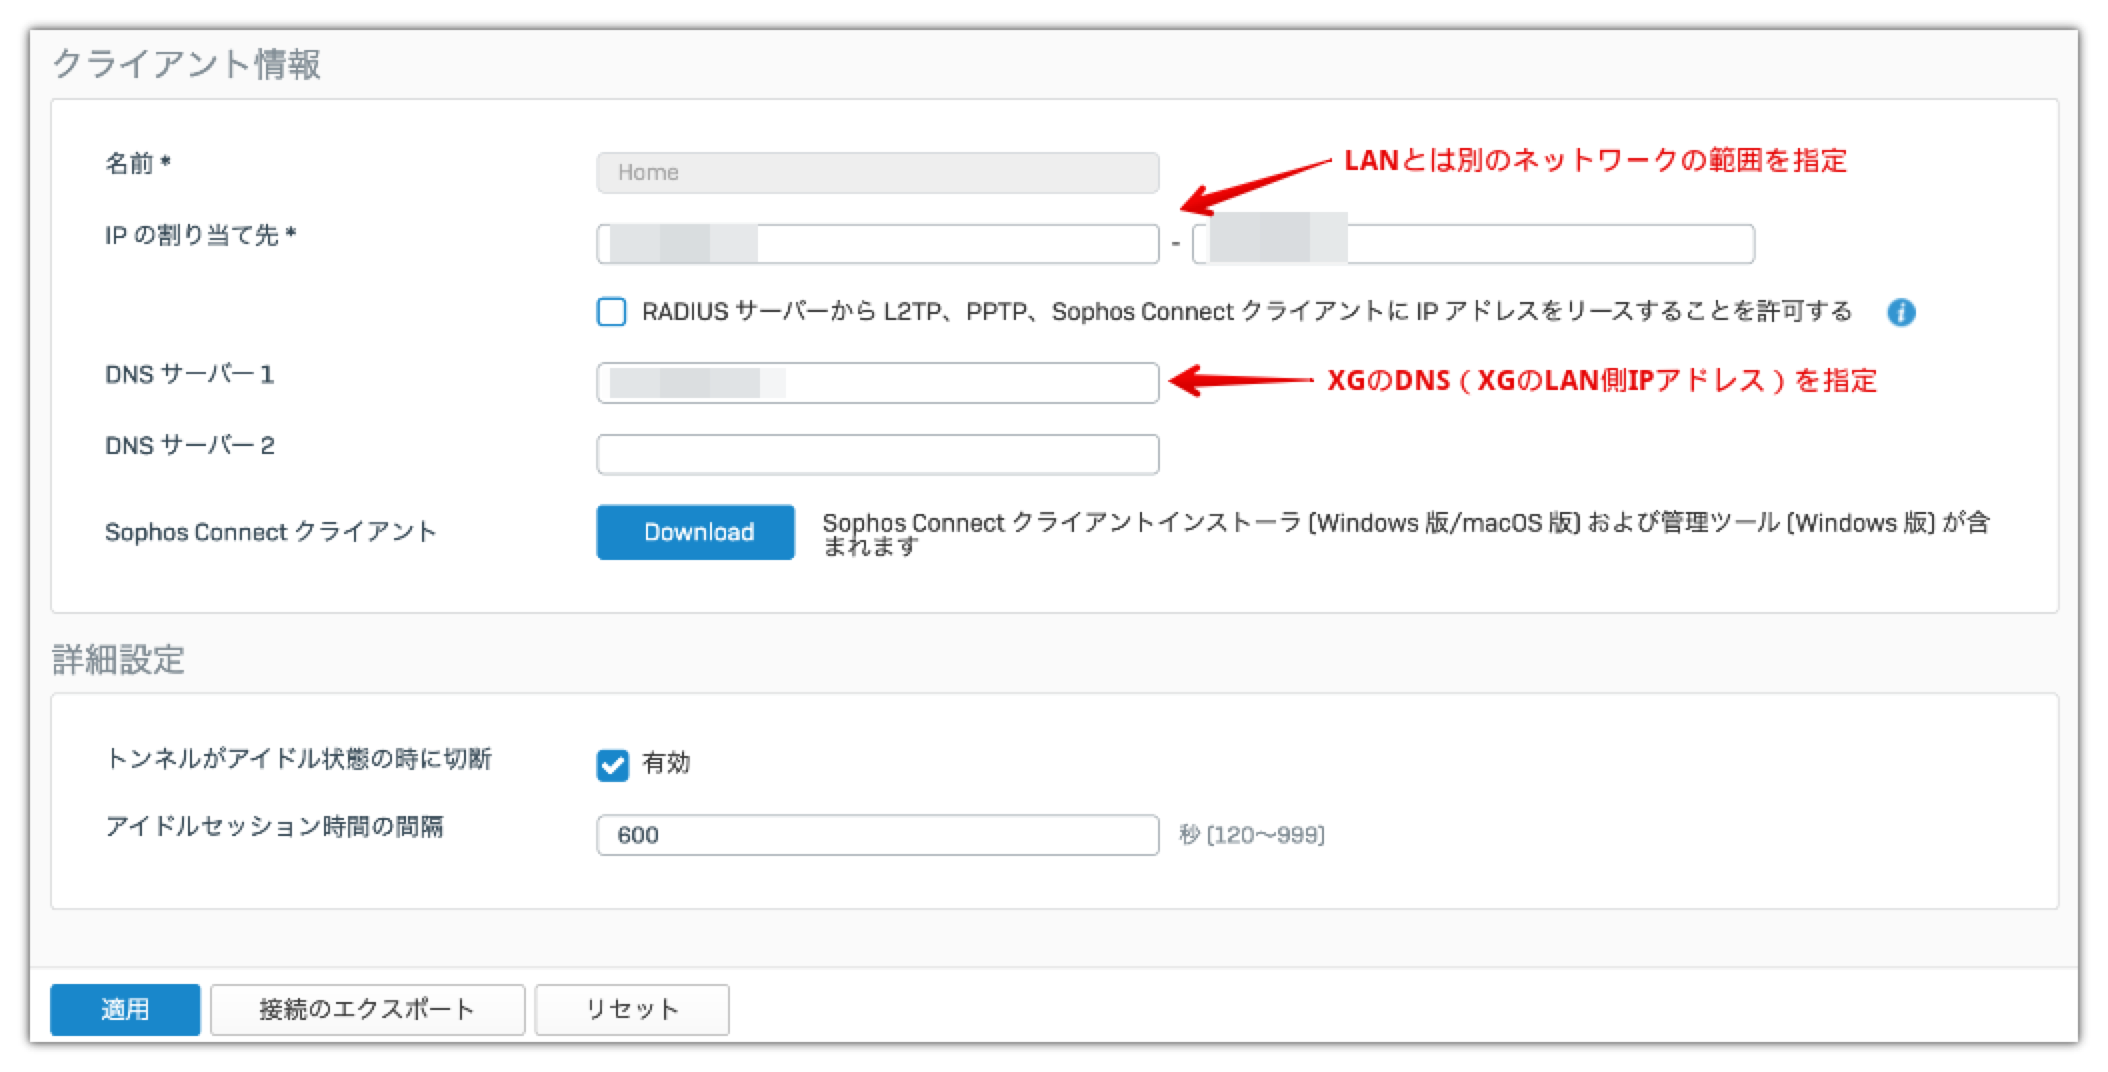 クライアント情報
名前 *
Home
LANとは別のネットワークの範囲を指定
IP の割り当て先 *
-
RADIUS サーバーから L2TP、PPTP、Sophos Connect クライアントに IP アドレスをリースすることを許可する
DNS サーバー 1
XGのDNS（XGのLAN側IPアドレス）を指定
DNS サーバー 2
Sophos Connect クライアント
Download
Sophos Connect クライアントインストーラ (Windows 版/macOS 版) および管理ツール (Windows 版) が含
まれます
詳細設定
トンネルがアイドル状態の時に切断
有効
アイドルセッション時間の間隔
600
秒 (120～999)
適用
接続のエクスポート
リセット